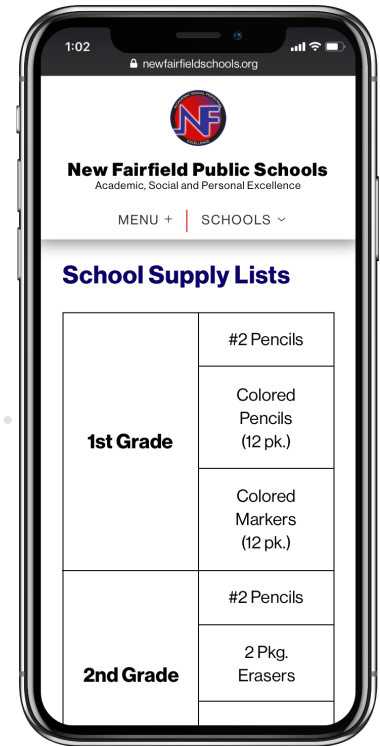 1:02
newfairfieldschools.org
NF
EXCELLENCE
New Fairfield Public Schools
Academic, Social and Personal Excellence
MENU + SCHOOLS
School Supply Lists
#2 Pencils
Colored
Pencils
(12 pk.)
1st Grade
Colored
Markers
(12 pk.)
#2 Pencils
2 Pkg.
Erasers
2nd Grade